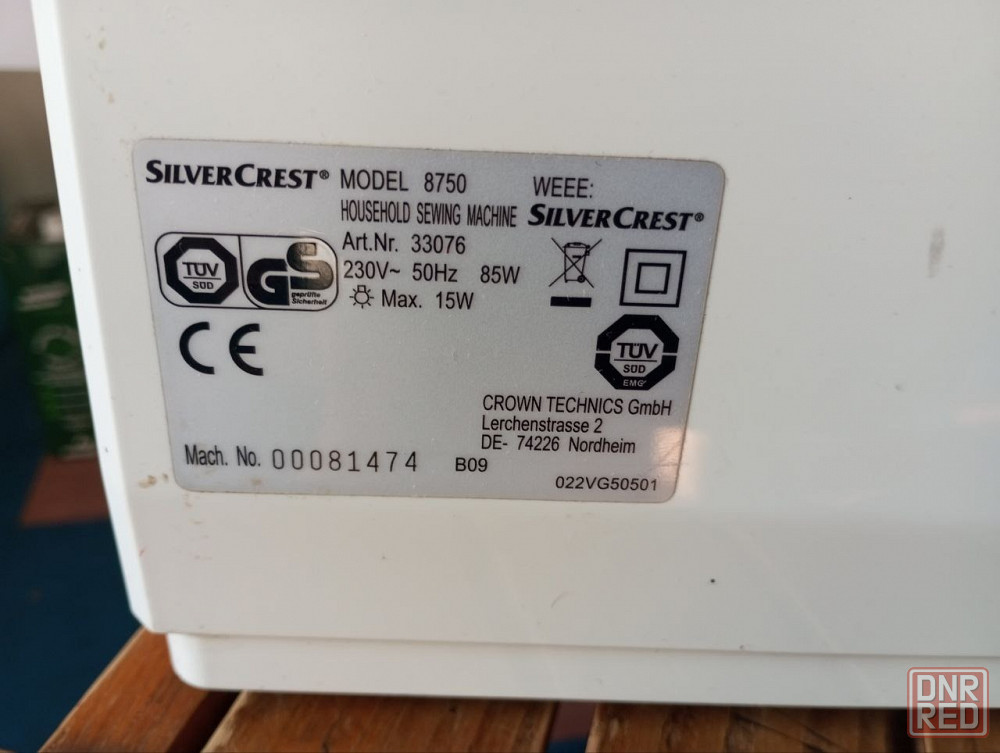 SILVERCREST® MODEL 8750
HOUSEHOLD SEWING MACHINE
Art.Nr. 33076
230V~ 50Hz 85W
Max. 15W
WEEE:
SILVERCREST®
TÜV
SÜD
GS
geprüfte
Sicherheit
CE
TÜV
SÜD
EMC
CROWN TECHNICS GmbH
Lerchenstrasse 2
DE- 74226 Nordheim
Mach. No. 00081474 B09
022VG50501
DNR
RED